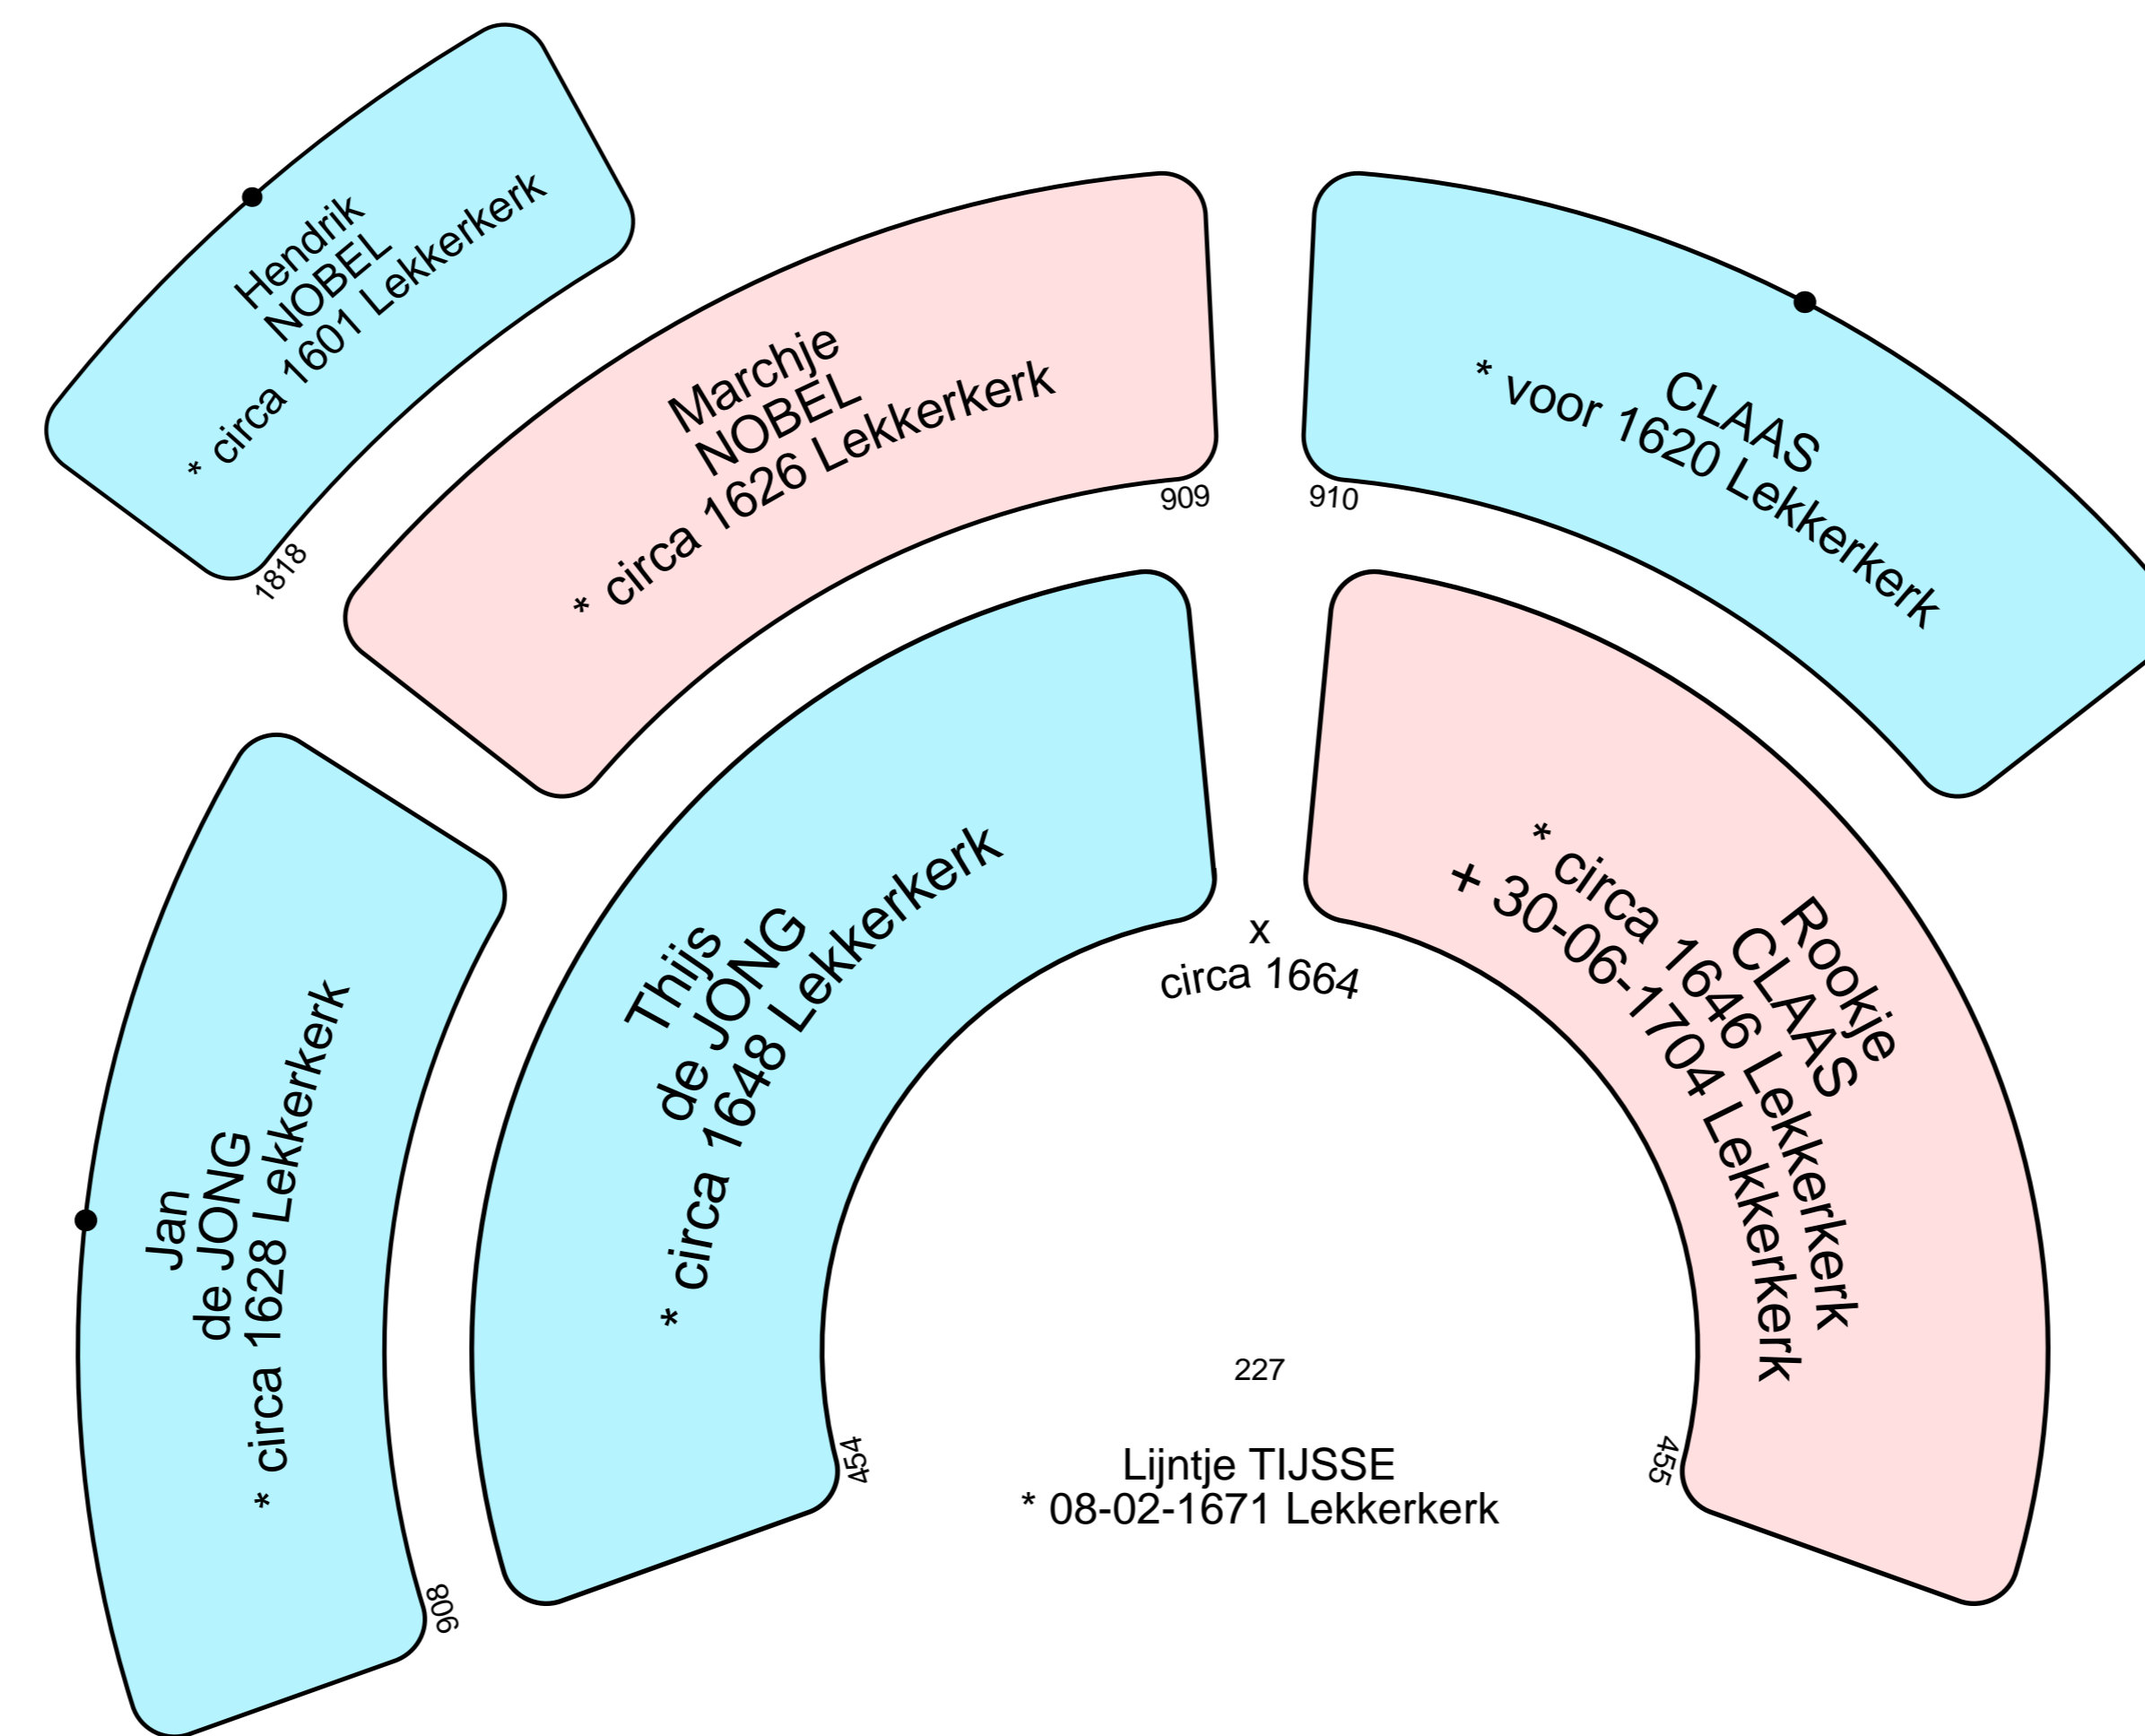 Hendrik
NOBEL
* circa 1601 Lekkerkerk
1818
Marchje
NOBEL
* circa 1626 Lekkerkerk
909
CLAAS
* voor 1620 Lekkerkerk
910
Jan
de JONG
* circa 1628 Lekkerkerk
908
Thijs
de JONG
* circa 1648 Lekkerkerk
454
x
circa 1664
Rookje
CLAAS
* circa 1646 Lekkerkerk
+ 30-06-1704 Lekkerkerk
455
227
Lijntje TIJSSE
* 08-02-1671 Lekkerkerk